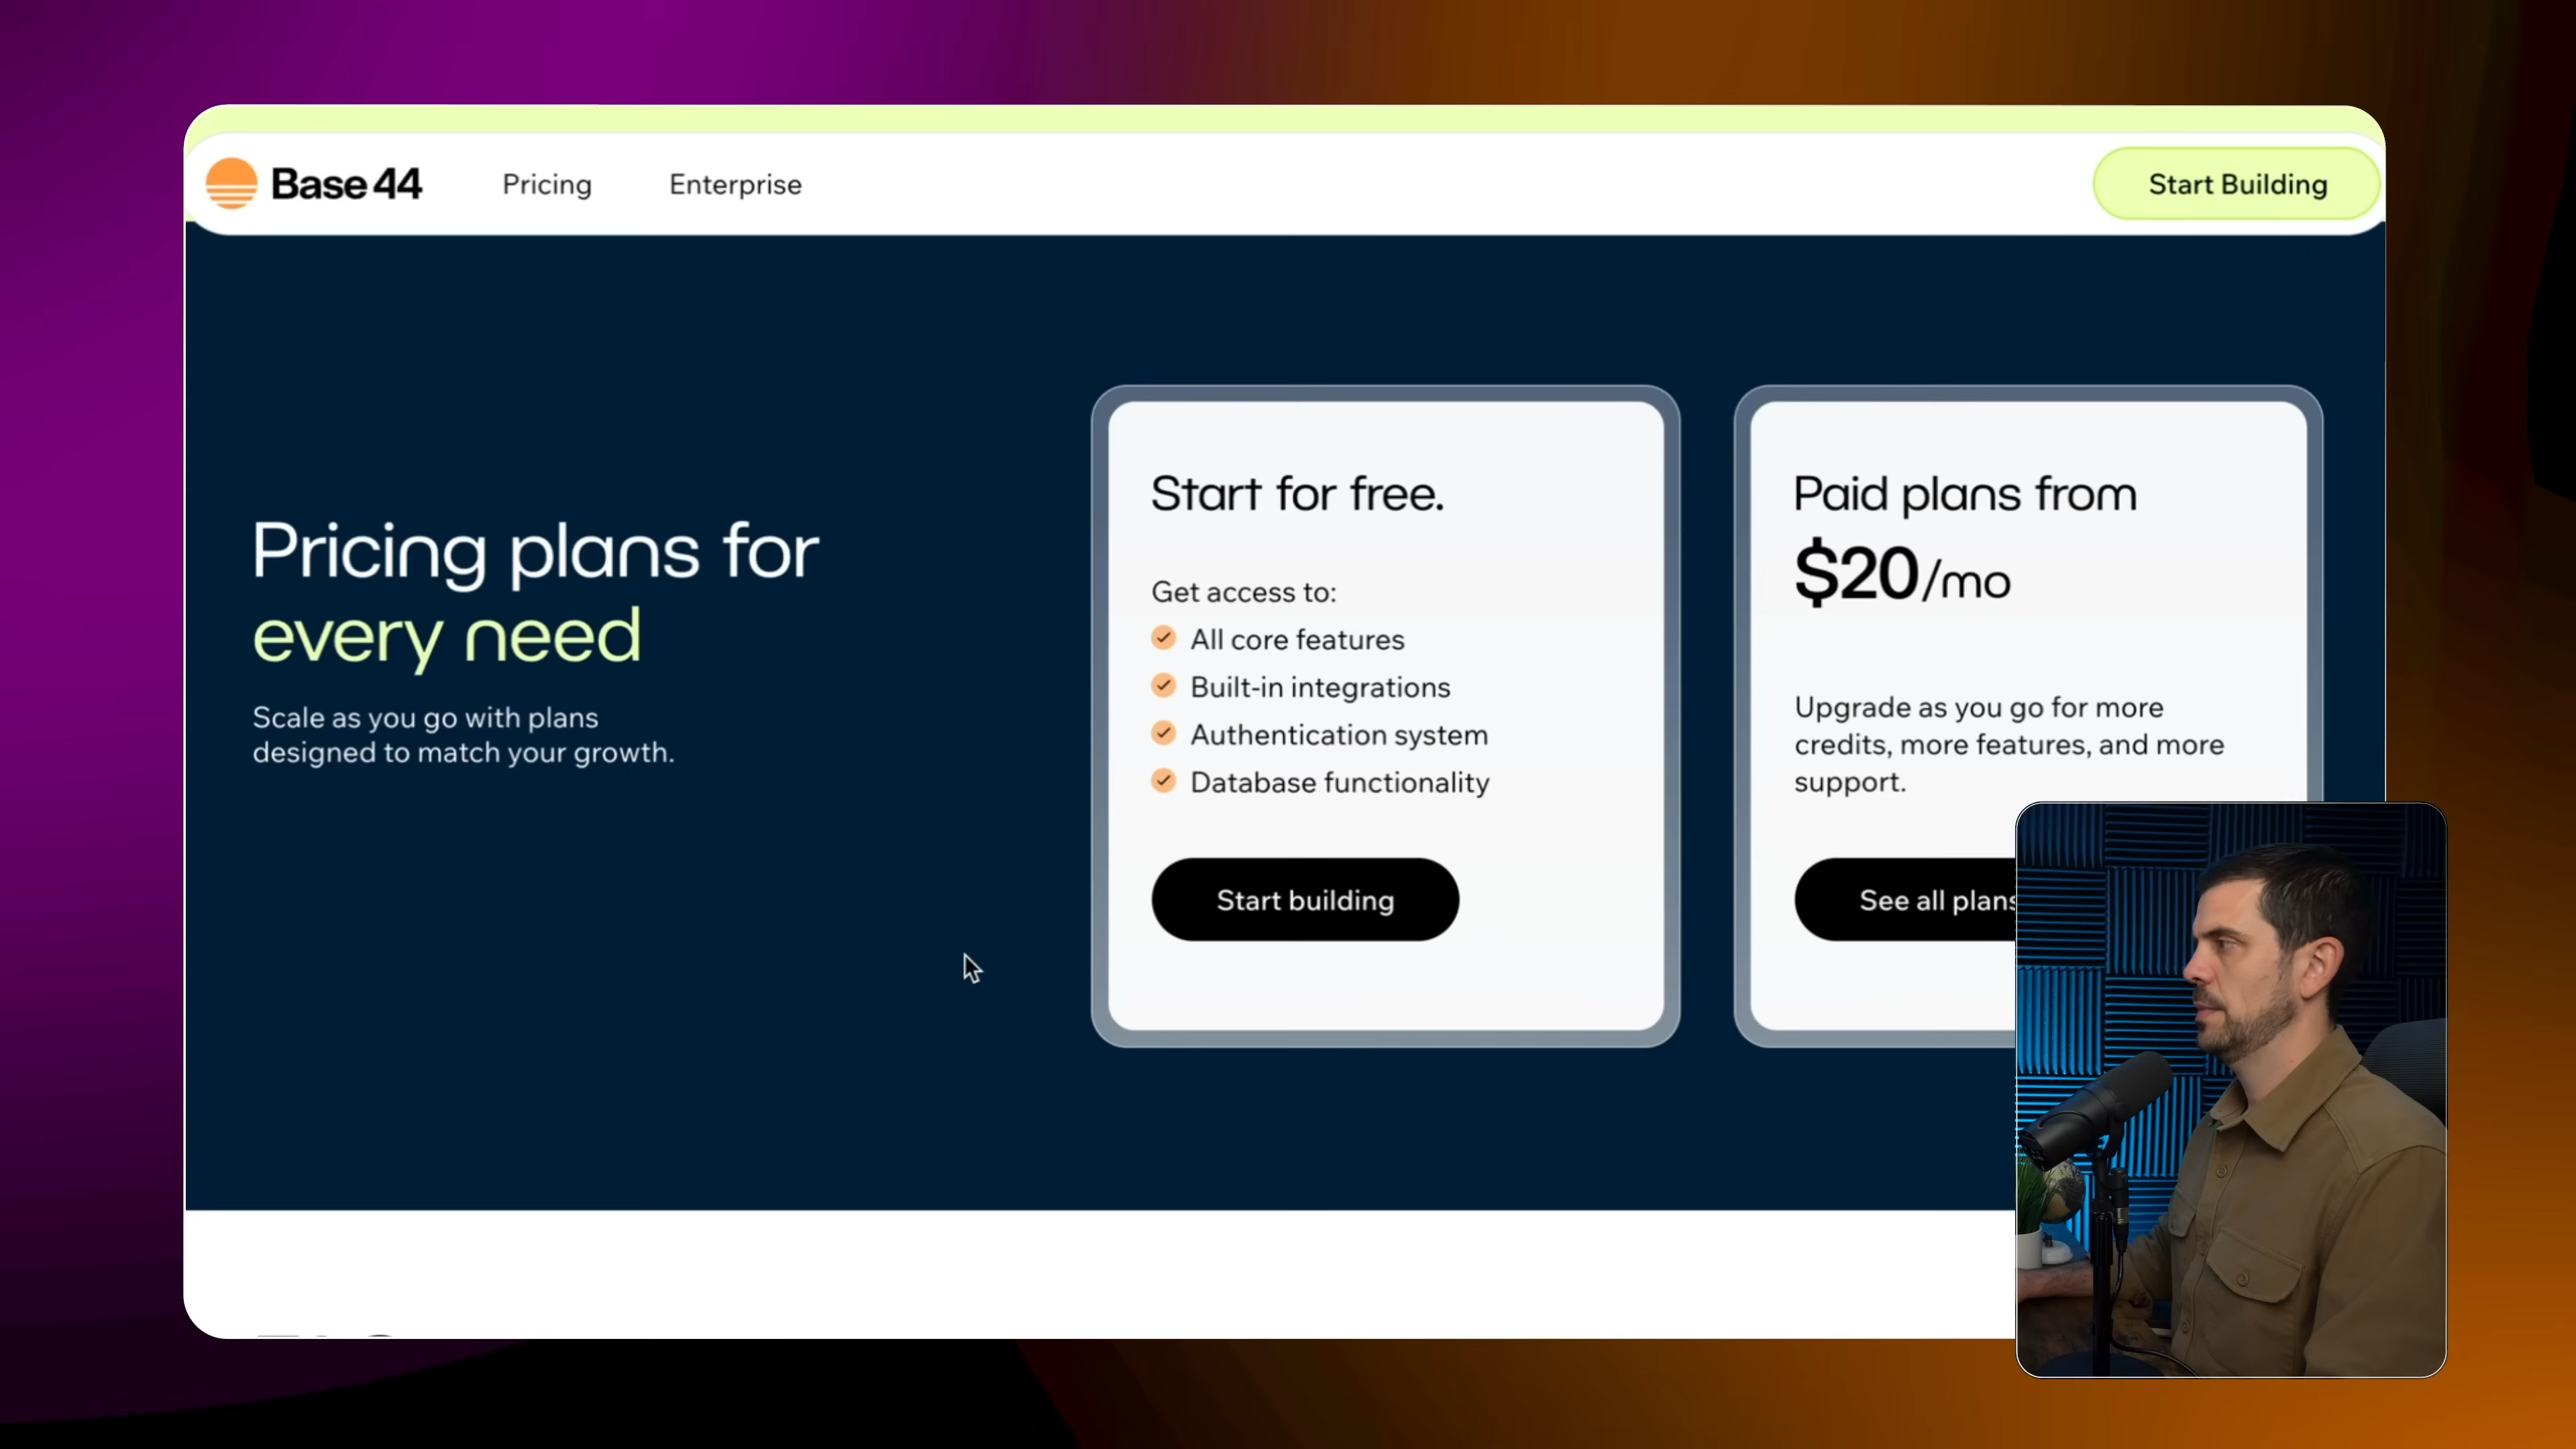 Base 44
Pricing
Enterprise
Start Building
Pricing plans for
every need
Scale as you go with plans
designed to match your growth.
Start for free.
Get access to:
All core features
Built-in integrations
Authentication system
Database functionality
Start building
Paid plans from
$20/mo
Upgrade as you go for more
credits, more features, and more
support.
See all plans